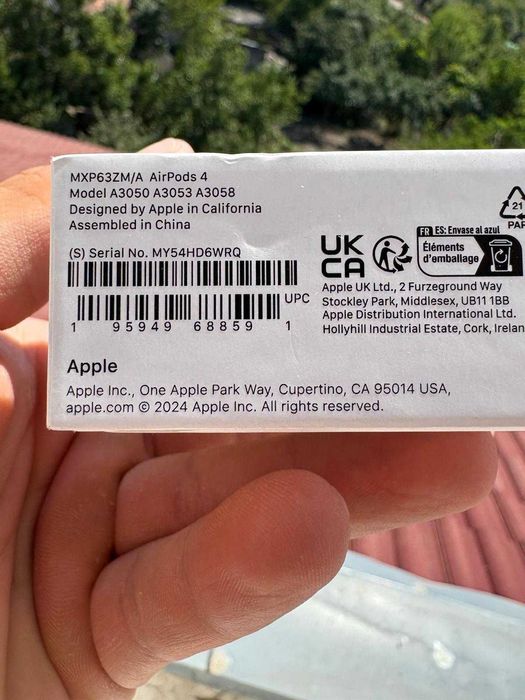 MXP63ZM/A AirPods 4
Model A3050 A3053 A3058
Designed by Apple in California
Assembled in China
(S) Serial No. MY54HD6WRQ
UPC
1 95949 68859 1
Apple
Apple Inc., One Apple Park Way, Cupertino, CA 95014 USA,
apple.com © 2024 Apple Inc. All rights reserved.
UK
CA
FR ES: Envase al azul
Éléments
d'emballage
21
PAP
Apple UK Ltd., 2 Furzeground Way
Stockley Park, Middlesex, UB11 1BB
Apple Distribution International Ltd.
Hollyhill Industrial Estate, Cork, Irelan